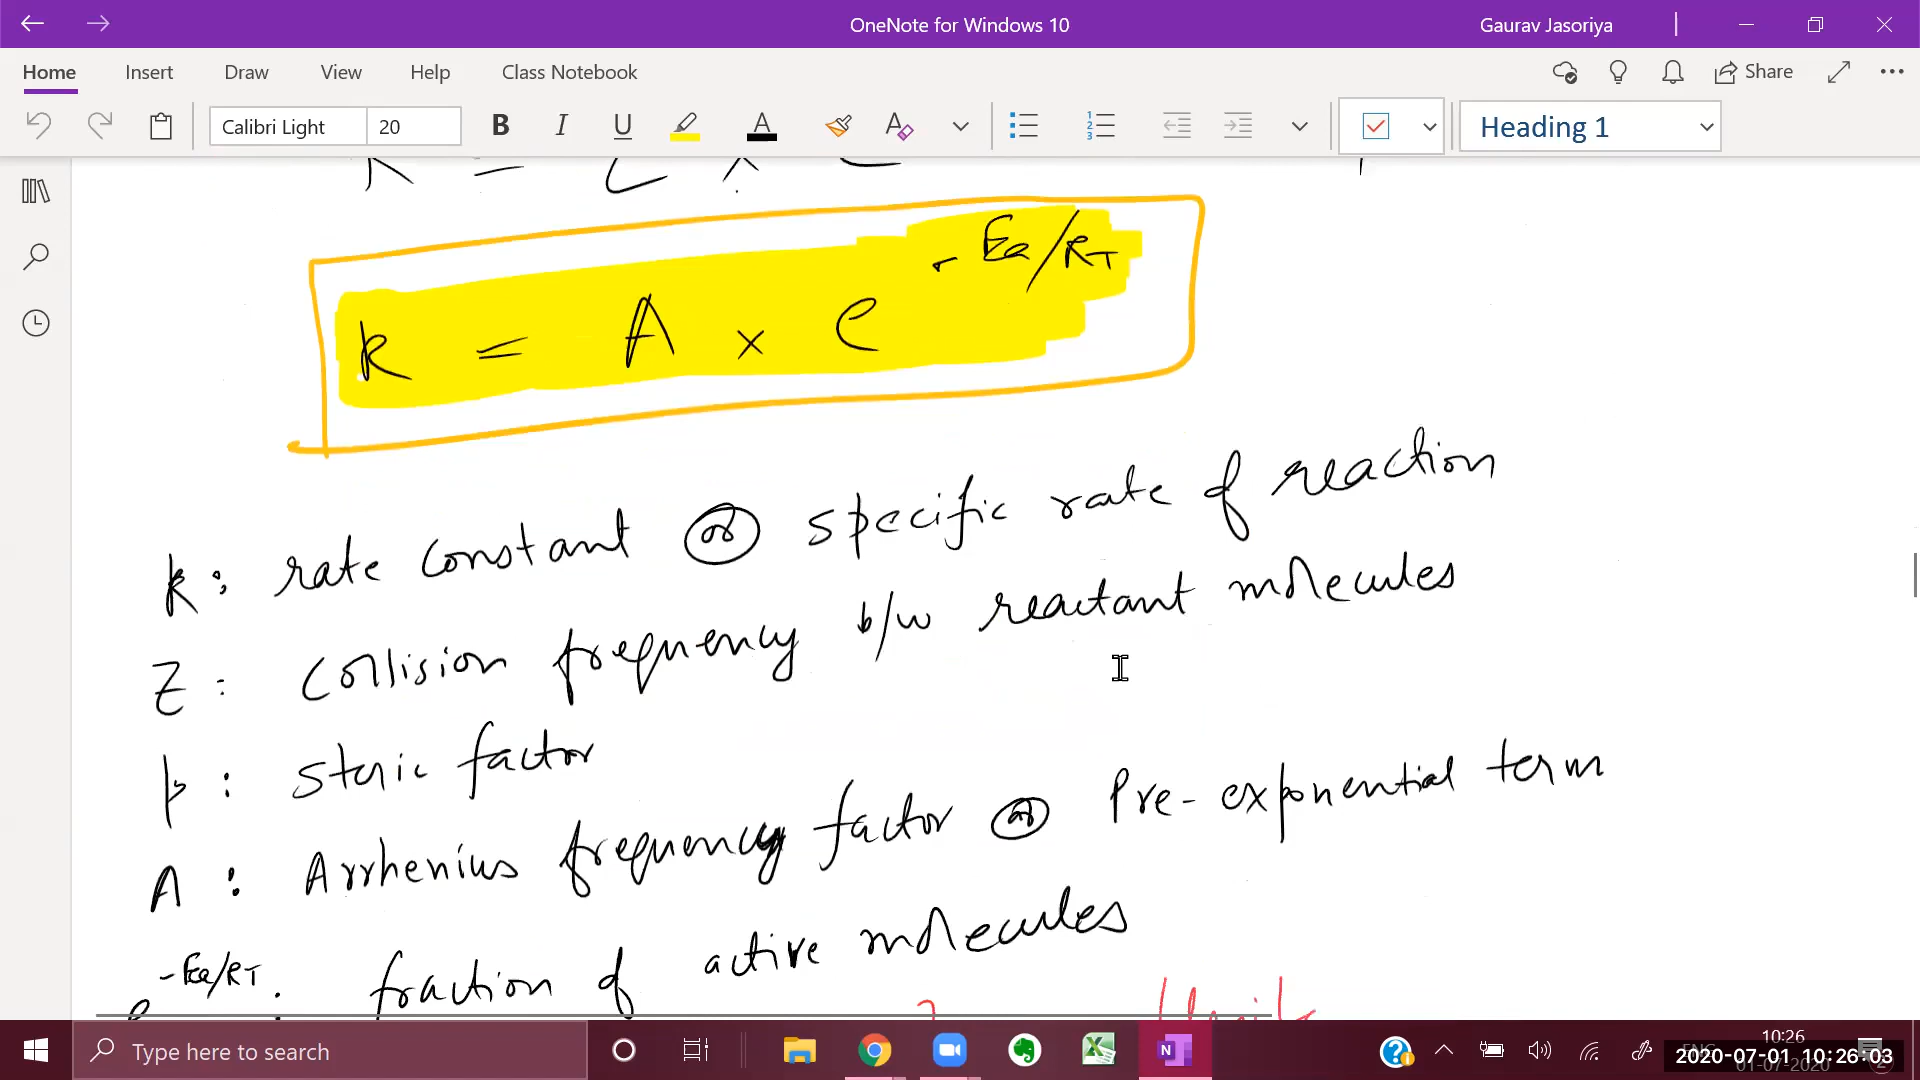 OneNote for Windows 10
Gaurav Jasoriya
Home Insert Draw View Help Class Notebook
Share
Calibri Light 20 B I U A A Heading 1
k = A × e -Ea/RT
k: rate constant or specific rate of reaction
Z: Collision frequency b/w reactant molecules
p: Steric factor
A: Arrhenius frequency factor or Pre-exponential term
e -Ea/RT: fraction of active molecules
Type here to search
10:26
2020-07-01 10:26:03
01-07-2020